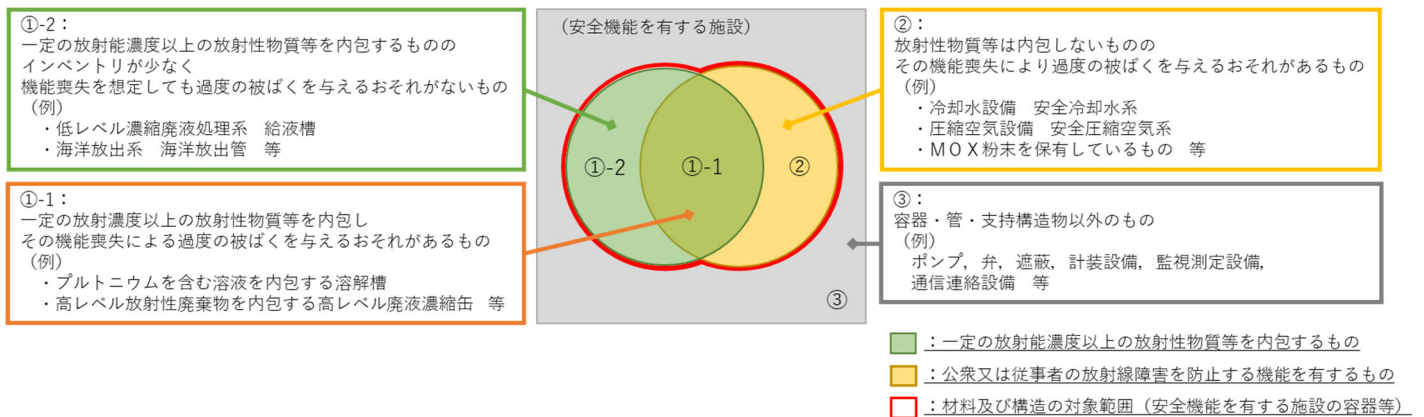 ①-2：
一定の放射能濃度以上の放射性物質等を内包するものの
インベントリが少なく
機能喪失を想定しても過度の被ばくを与えるおそれがないもの
（例）
・低レベル濃縮廃液処理系　給液槽
・海洋放出系　海洋放出管　等
①-1：
一定の放射濃度以上の放射性物質等を内包し
その機能喪失による過度の被ばくを与えるおそれがあるもの
（例）
・プルトニウムを含む溶液を内包する溶解槽
・高レベル放射性廃棄物を内包する高レベル廃液濃縮缶　等
（安全機能を有する施設）
①-2
①-1
②
③
②：
放射性物質等は内包しないものの
その機能喪失により過度の被ばくを与えるおそれがあるもの
（例）
・冷却水設備　安全冷却水系
・圧縮空気設備　安全圧縮空気系
・ＭＯＸ粉末を保有しているもの　等
③：
容器・管・支持構造物以外のもの
（例）
ポンプ，弁，遮蔽，計装設備，監視測定設備，
通信連絡設備　等
：一定の放射能濃度以上の放射性物質等を内包するもの
：公衆又は従事者の放射線障害を防止する機能を有するもの
：材料及び構造の対象範囲（安全機能を有する施設の容器等）